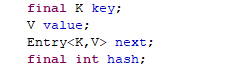 final K key;
V value;
Entry<K,V> next;
final int hash;